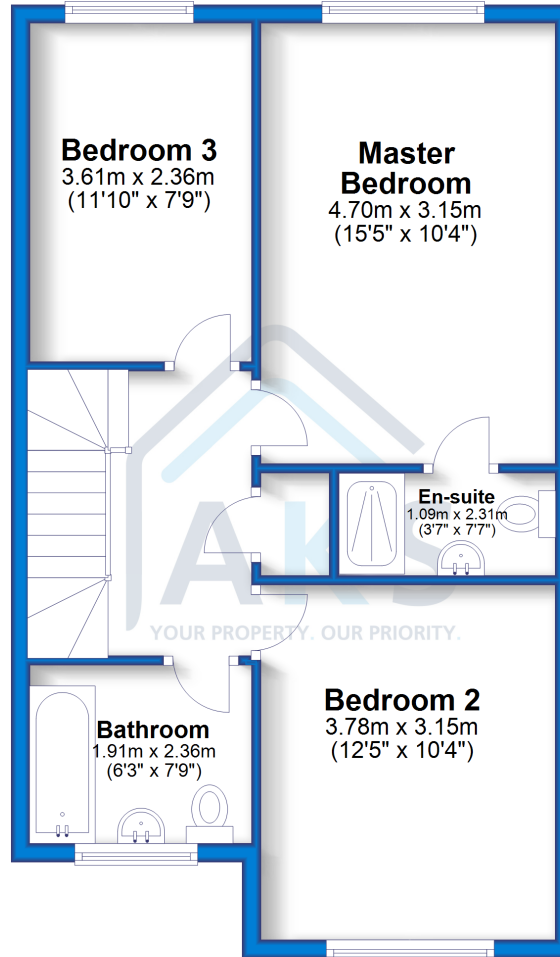 Bedroom 3
3.61m x 2.36m
(11'10" x 7'9")
Master
Bedroom
4.70m x 3.15m
(15'5" x 10'4")
En-suite
1.09m x 2.31m
(3'7" x 7'7")
AKS
YOUR PROPERTY. OUR PRIORITY.
Bedroom 2
3.78m x 3.15m
(12'5" x 10'4")
Bathroom
1.91m x 2.36m
(6'3" x 7'9")